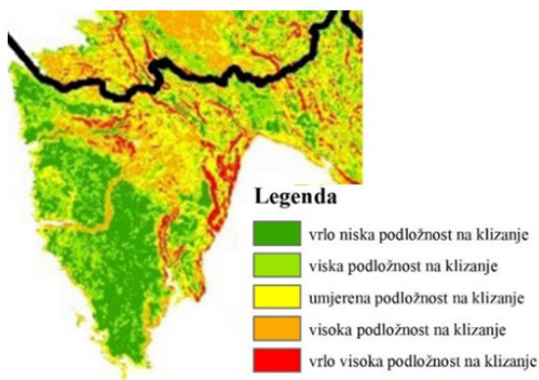 Legenda
vrlo niska podložnost na klizanje
viska podložnost na klizanje
umjerena podložnost na klizanje
visoka podložnost na klizanje
vrlo visoka podložnost na klizanje